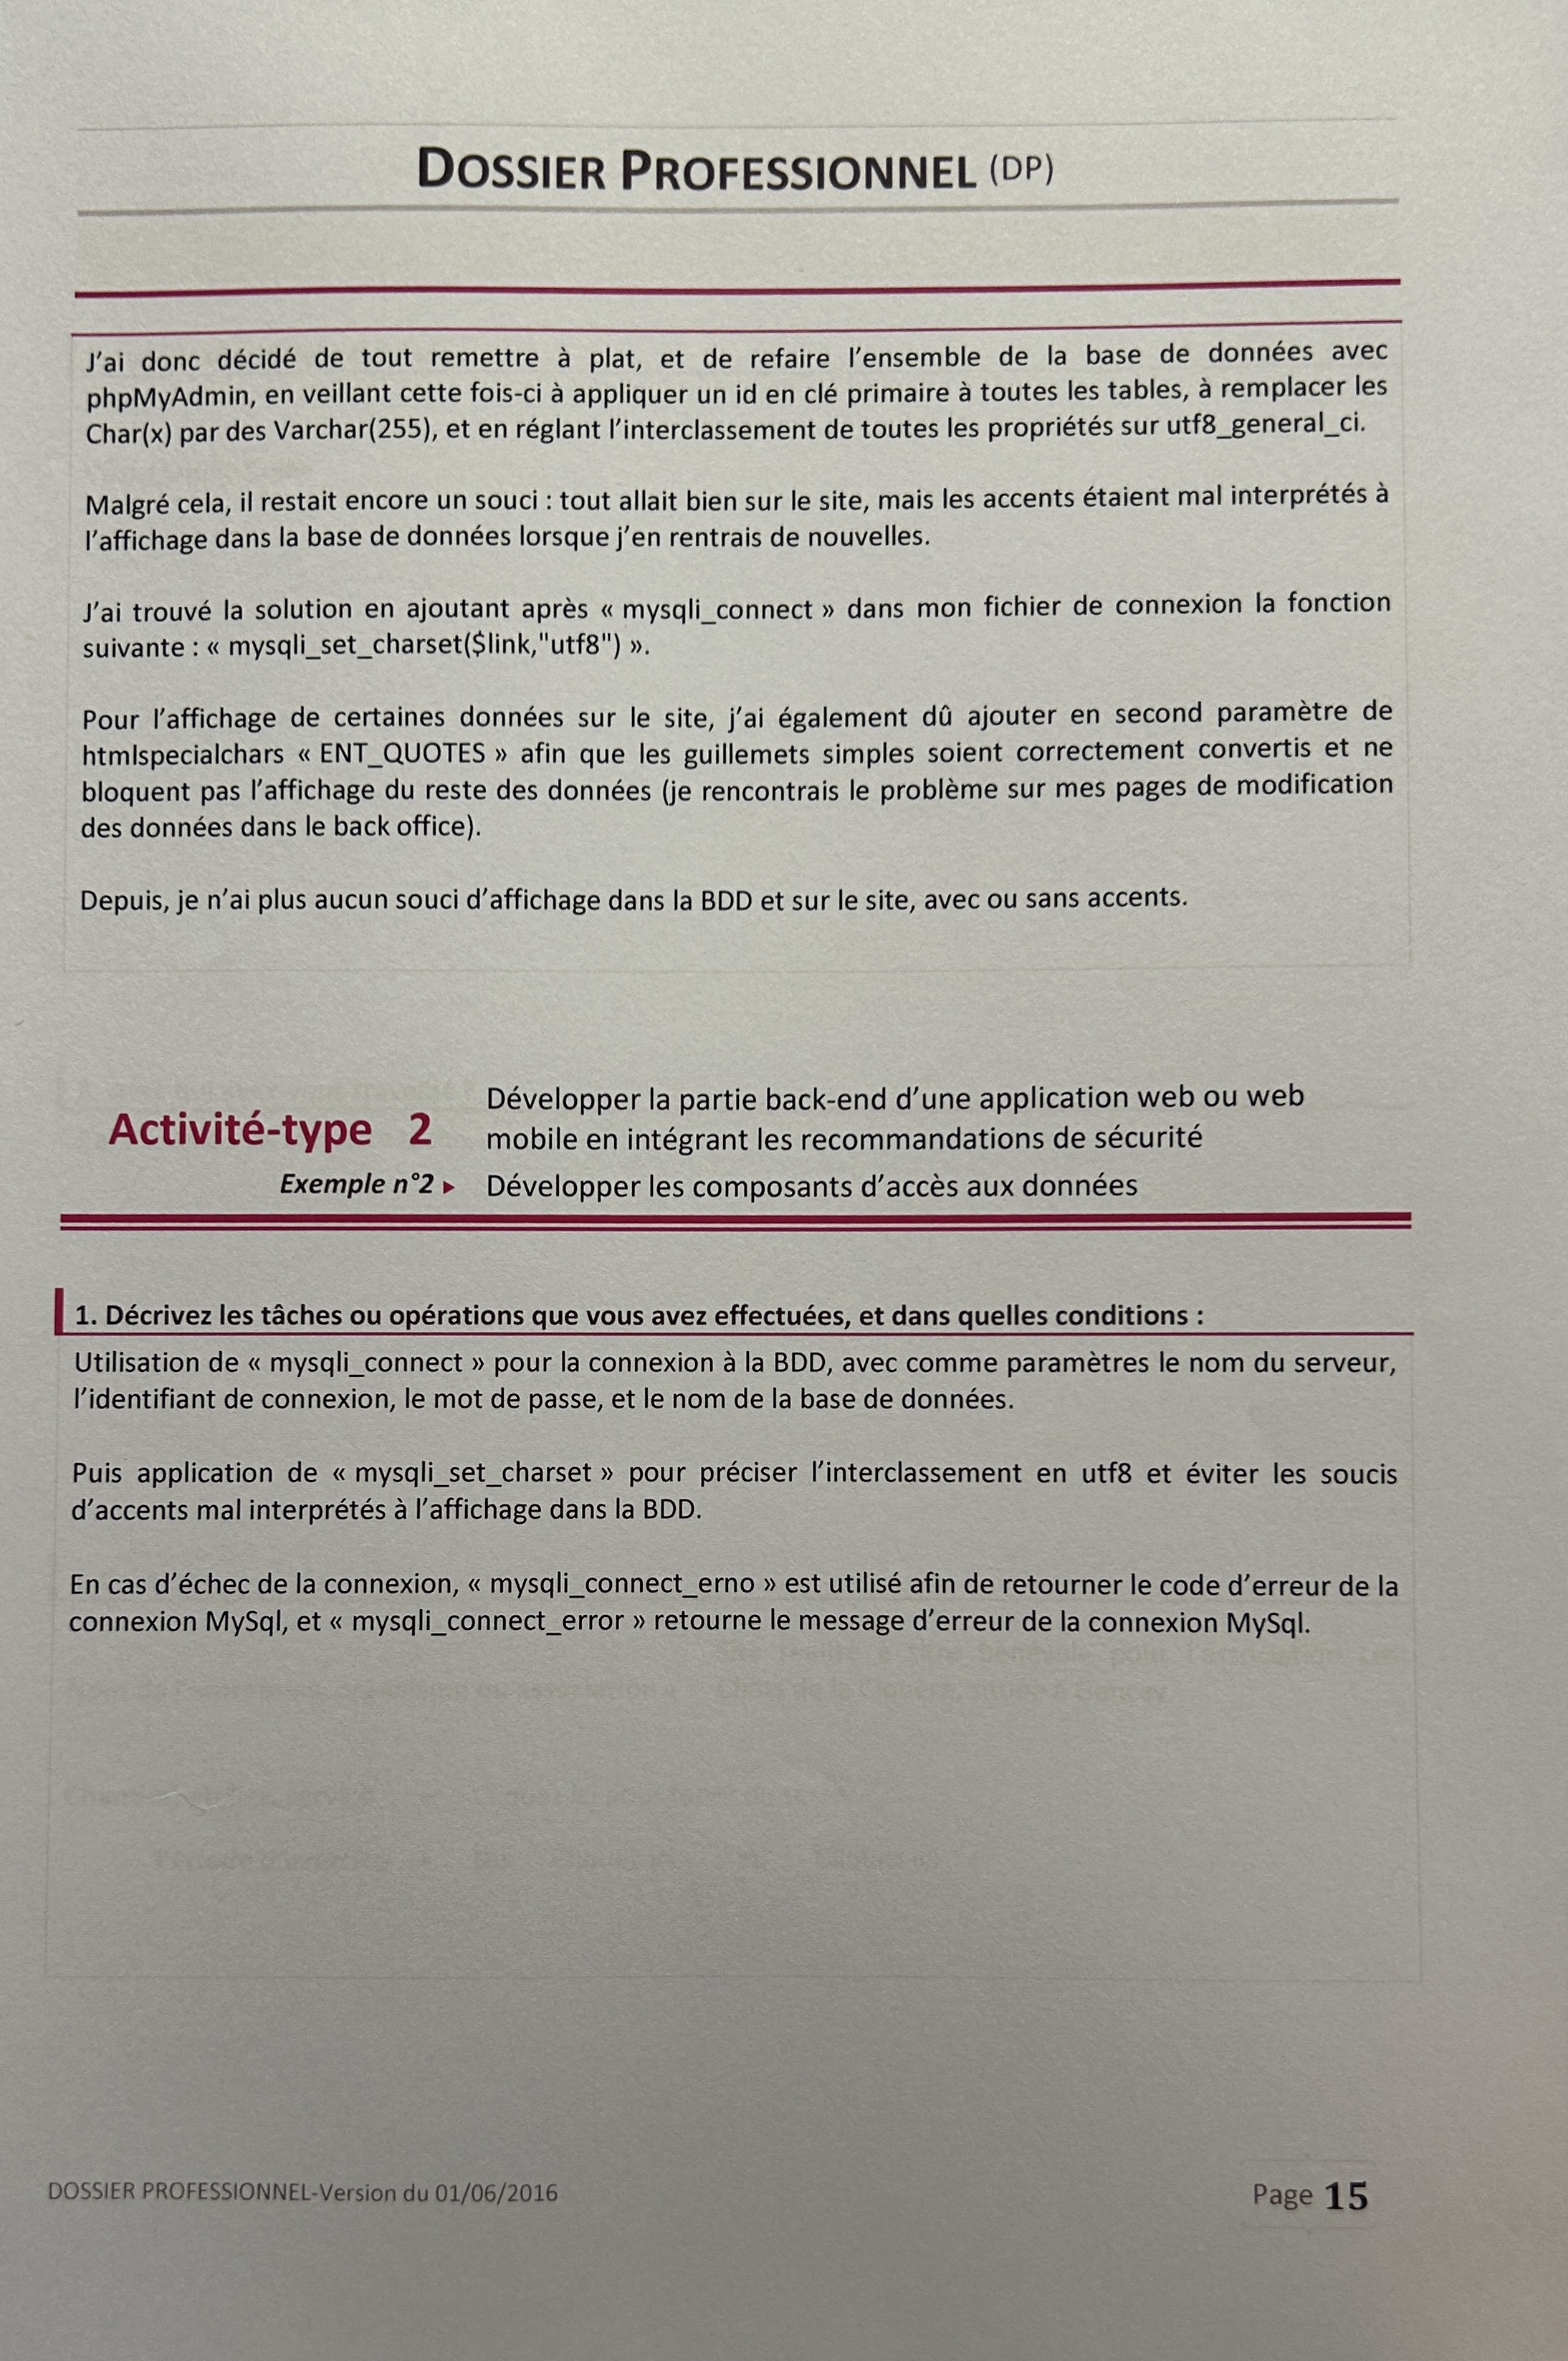 DOSSIER PROFESSIONNEL (DP)
J'ai donc décidé de tout remettre à plat, et de refaire l'ensemble de la base de données avec
phpMyAdmin, en veillant cette fois-ci à appliquer un id en clé primaire à toutes les tables, à remplacer les
Char(x) par des Varchar(255), et en réglant l'interclassement de toutes les propriétés sur utf8_general_ci.
Malgré cela, il restait encore un souci : tout allait bien sur le site, mais les accents étaient mal interprétés à
l'affichage dans la base de données lorsque j'en rentrais de nouvelles.
J'ai trouvé la solution en ajoutant après « mysqli_connect » dans mon fichier de connexion la fonction
suivante : « mysqli_set_charset($link,"utf8") ».
Pour l'affichage de certaines données sur le site, j'ai également dû ajouter en second paramètre de
htmlspecialchars « ENT_QUOTES » afin que les guillemets simples soient correctement convertis et ne
bloquent pas l'affichage du reste des données (je rencontrais le problème sur mes pages de modification
des données dans le back office).
Depuis, je n'ai plus aucun souci d'affichage dans la BDD et sur le site, avec ou sans accents.
Activité-type 2
Développer la partie back-end d'une application web ou web
mobile en intégrant les recommandations de sécurité
Exemple n°2 ▸ Développer les composants d'accès aux données
1. Décrivez les tâches ou opérations que vous avez effectuées, et dans quelles conditions :
Utilisation de « mysqli_connect » pour la connexion à la BDD, avec comme paramètres le nom du serveur,
l'identifiant de connexion, le mot de passe, et le nom de la base de données.
Puis application de « mysqli_set_charset » pour préciser l'interclassement en utf8 et éviter les soucis
d'accents mal interprétés à l'affichage dans la BDD.
En cas d'échec de la connexion, « mysqli_connect_erno » est utilisé afin de retourner le code d'erreur de la
connexion MySql, et « mysqli_connect_error » retourne le message d'erreur de la connexion MySql.
DOSSIER PROFESSIONNEL-Version du 01/06/2016
Page 15